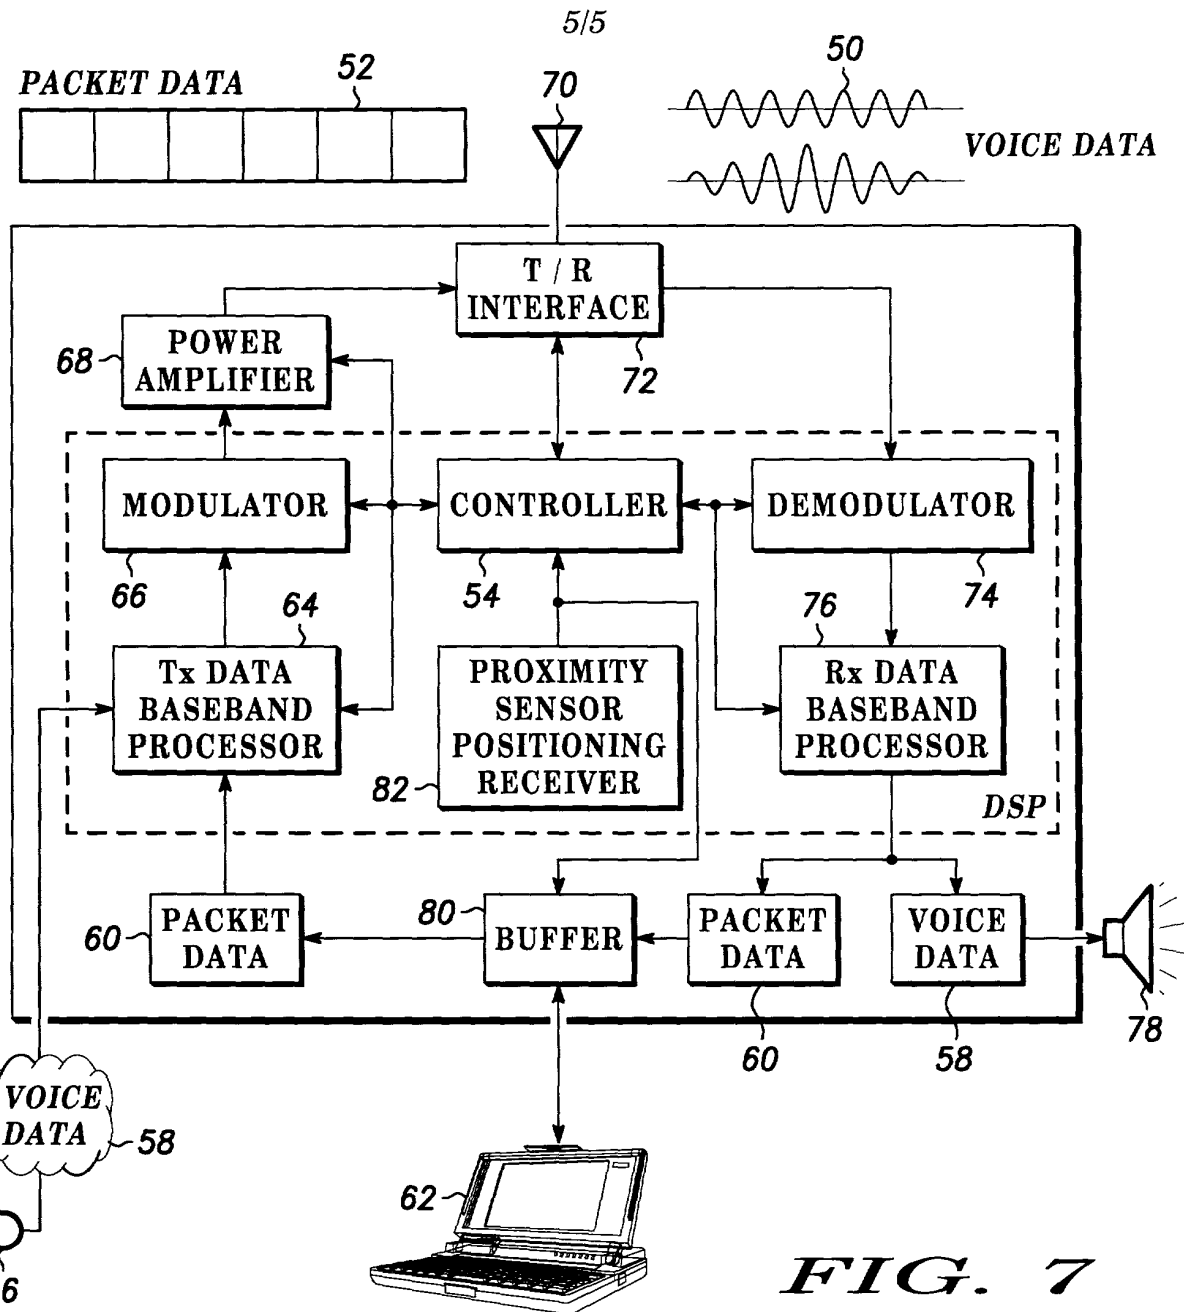 5/5
PACKET DATA
52
70
50
VOICE DATA
T / R
INTERFACE
72
POWER
AMPLIFIER
68
MODULATOR
66
CONTROLLER
54
DEMODULATOR
74
64
Tx DATA
BASEBAND
PROCESSOR
PROXIMITY
SENSOR
POSITIONING
RECEIVER
82
76
Rx DATA
BASEBAND
PROCESSOR
DSP
60
PACKET
DATA
80
BUFFER
PACKET
DATA
60
VOICE
DATA
58
78
VOICE
DATA
58
6
62
FIG. 7